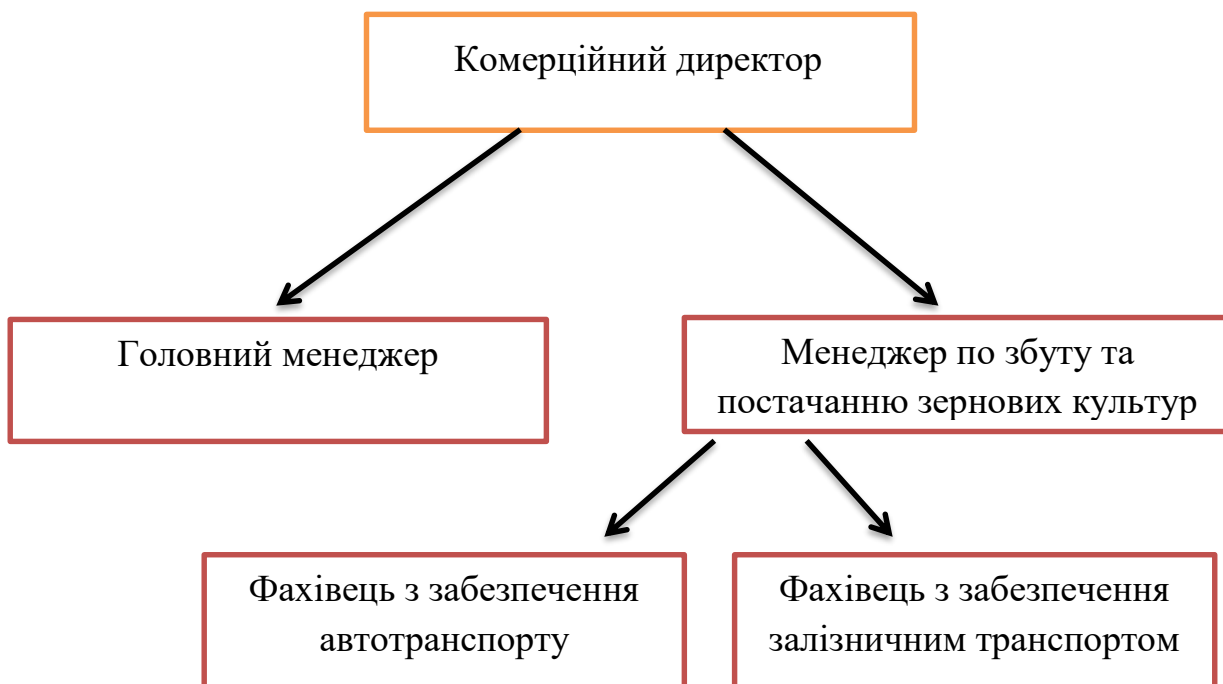 Комерційний директор
Головний менеджер
Менеджер по збуту та
постачанню зернових культур
Фахівець з забезпечення
автотранспорту
Фахівець з забезпечення
залізничним транспортом